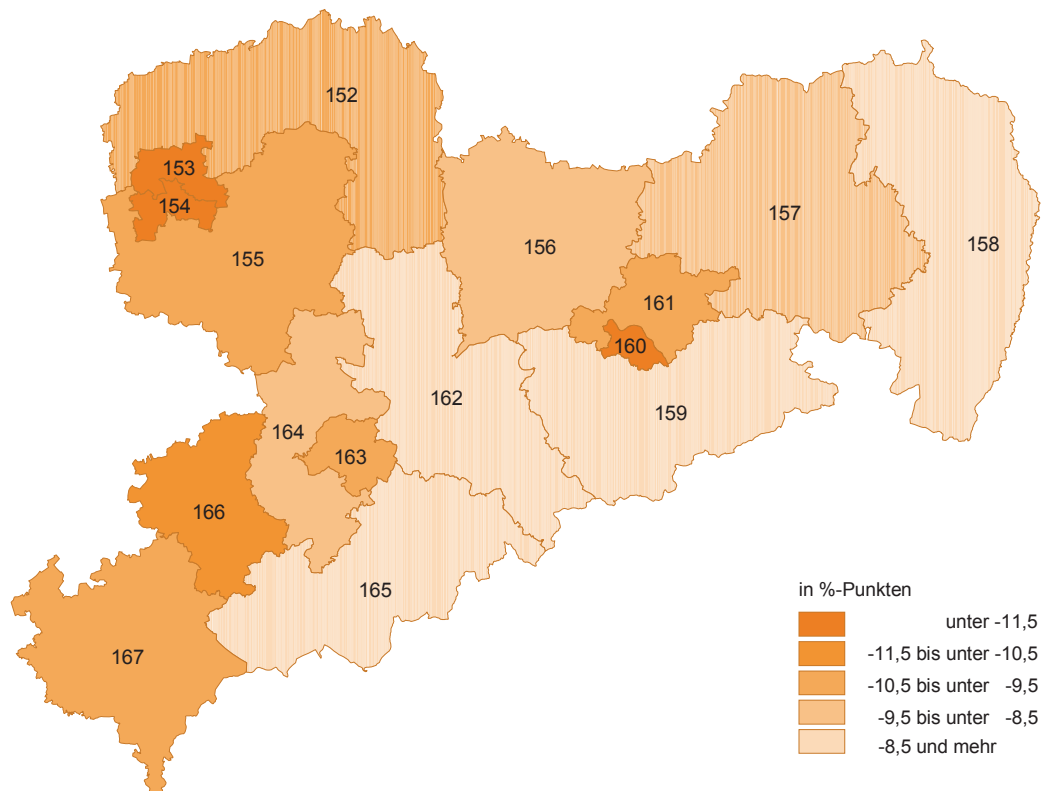 152
153
154
155
156
157
158
161
160
162
159
164
163
166
165
167
in %-Punkten
unter -11,5
-11,5 bis unter -10,5
-10,5 bis unter -9,5
-9,5 bis unter -8,5
-8,5 und mehr